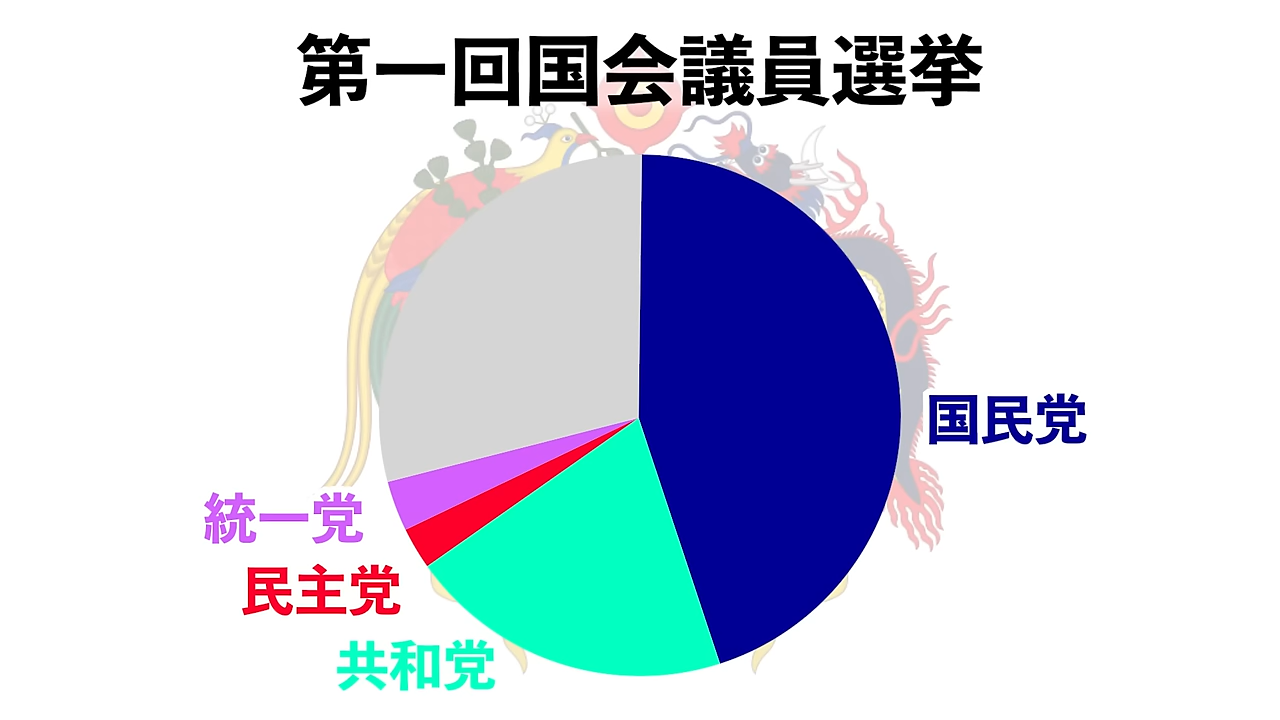 第一回国会議員選挙
国民党
統一党
民主党
共和党